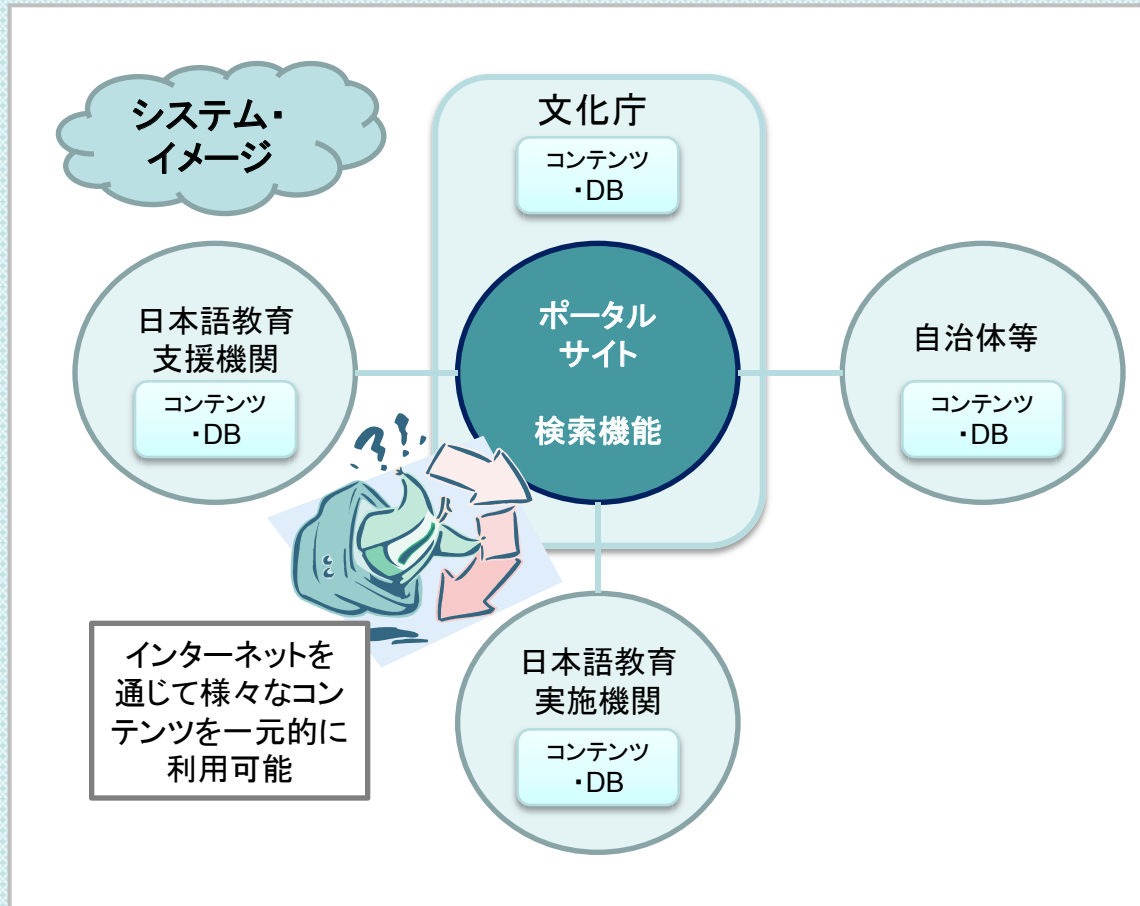 システム・
イメージ
文化庁
コンテンツ
・DB
ポータル
サイト
検索機能
日本語教育
支援機関
コンテンツ
・DB
自治体等
コンテンツ
・DB
?!
インターネットを
通じて様々なコン
テンツを一元的に
利用可能
日本語教育
実施機関
コンテンツ
・DB